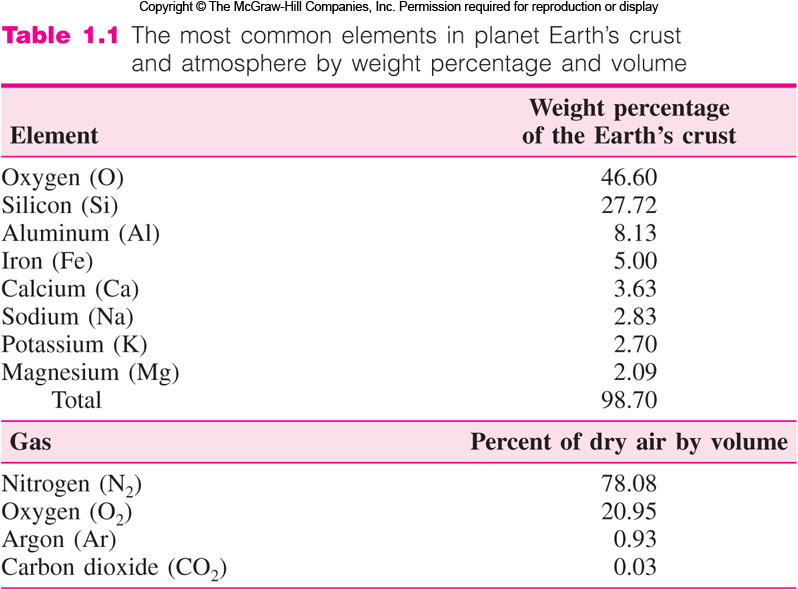 Copyright © The McGraw-Hill Companies, Inc. Permission required for reproduction or display
Table 1.1 The most common elements in planet Earth's crust
and atmosphere by weight percentage and volume
Weight percentage
Element of the Earth's crust
Oxygen (O) 46.60
Silicon (Si) 27.72
Aluminum (Al) 8.13
Iron (Fe) 5.00
Calcium (Ca) 3.63
Sodium (Na) 2.83
Potassium (K) 2.70
Magnesium (Mg) 2.09
Total 98.70
Gas Percent of dry air by volume
Nitrogen (N₂) 78.08
Oxygen (O₂) 20.95
Argon (Ar) 0.93
Carbon dioxide (CO₂) 0.03